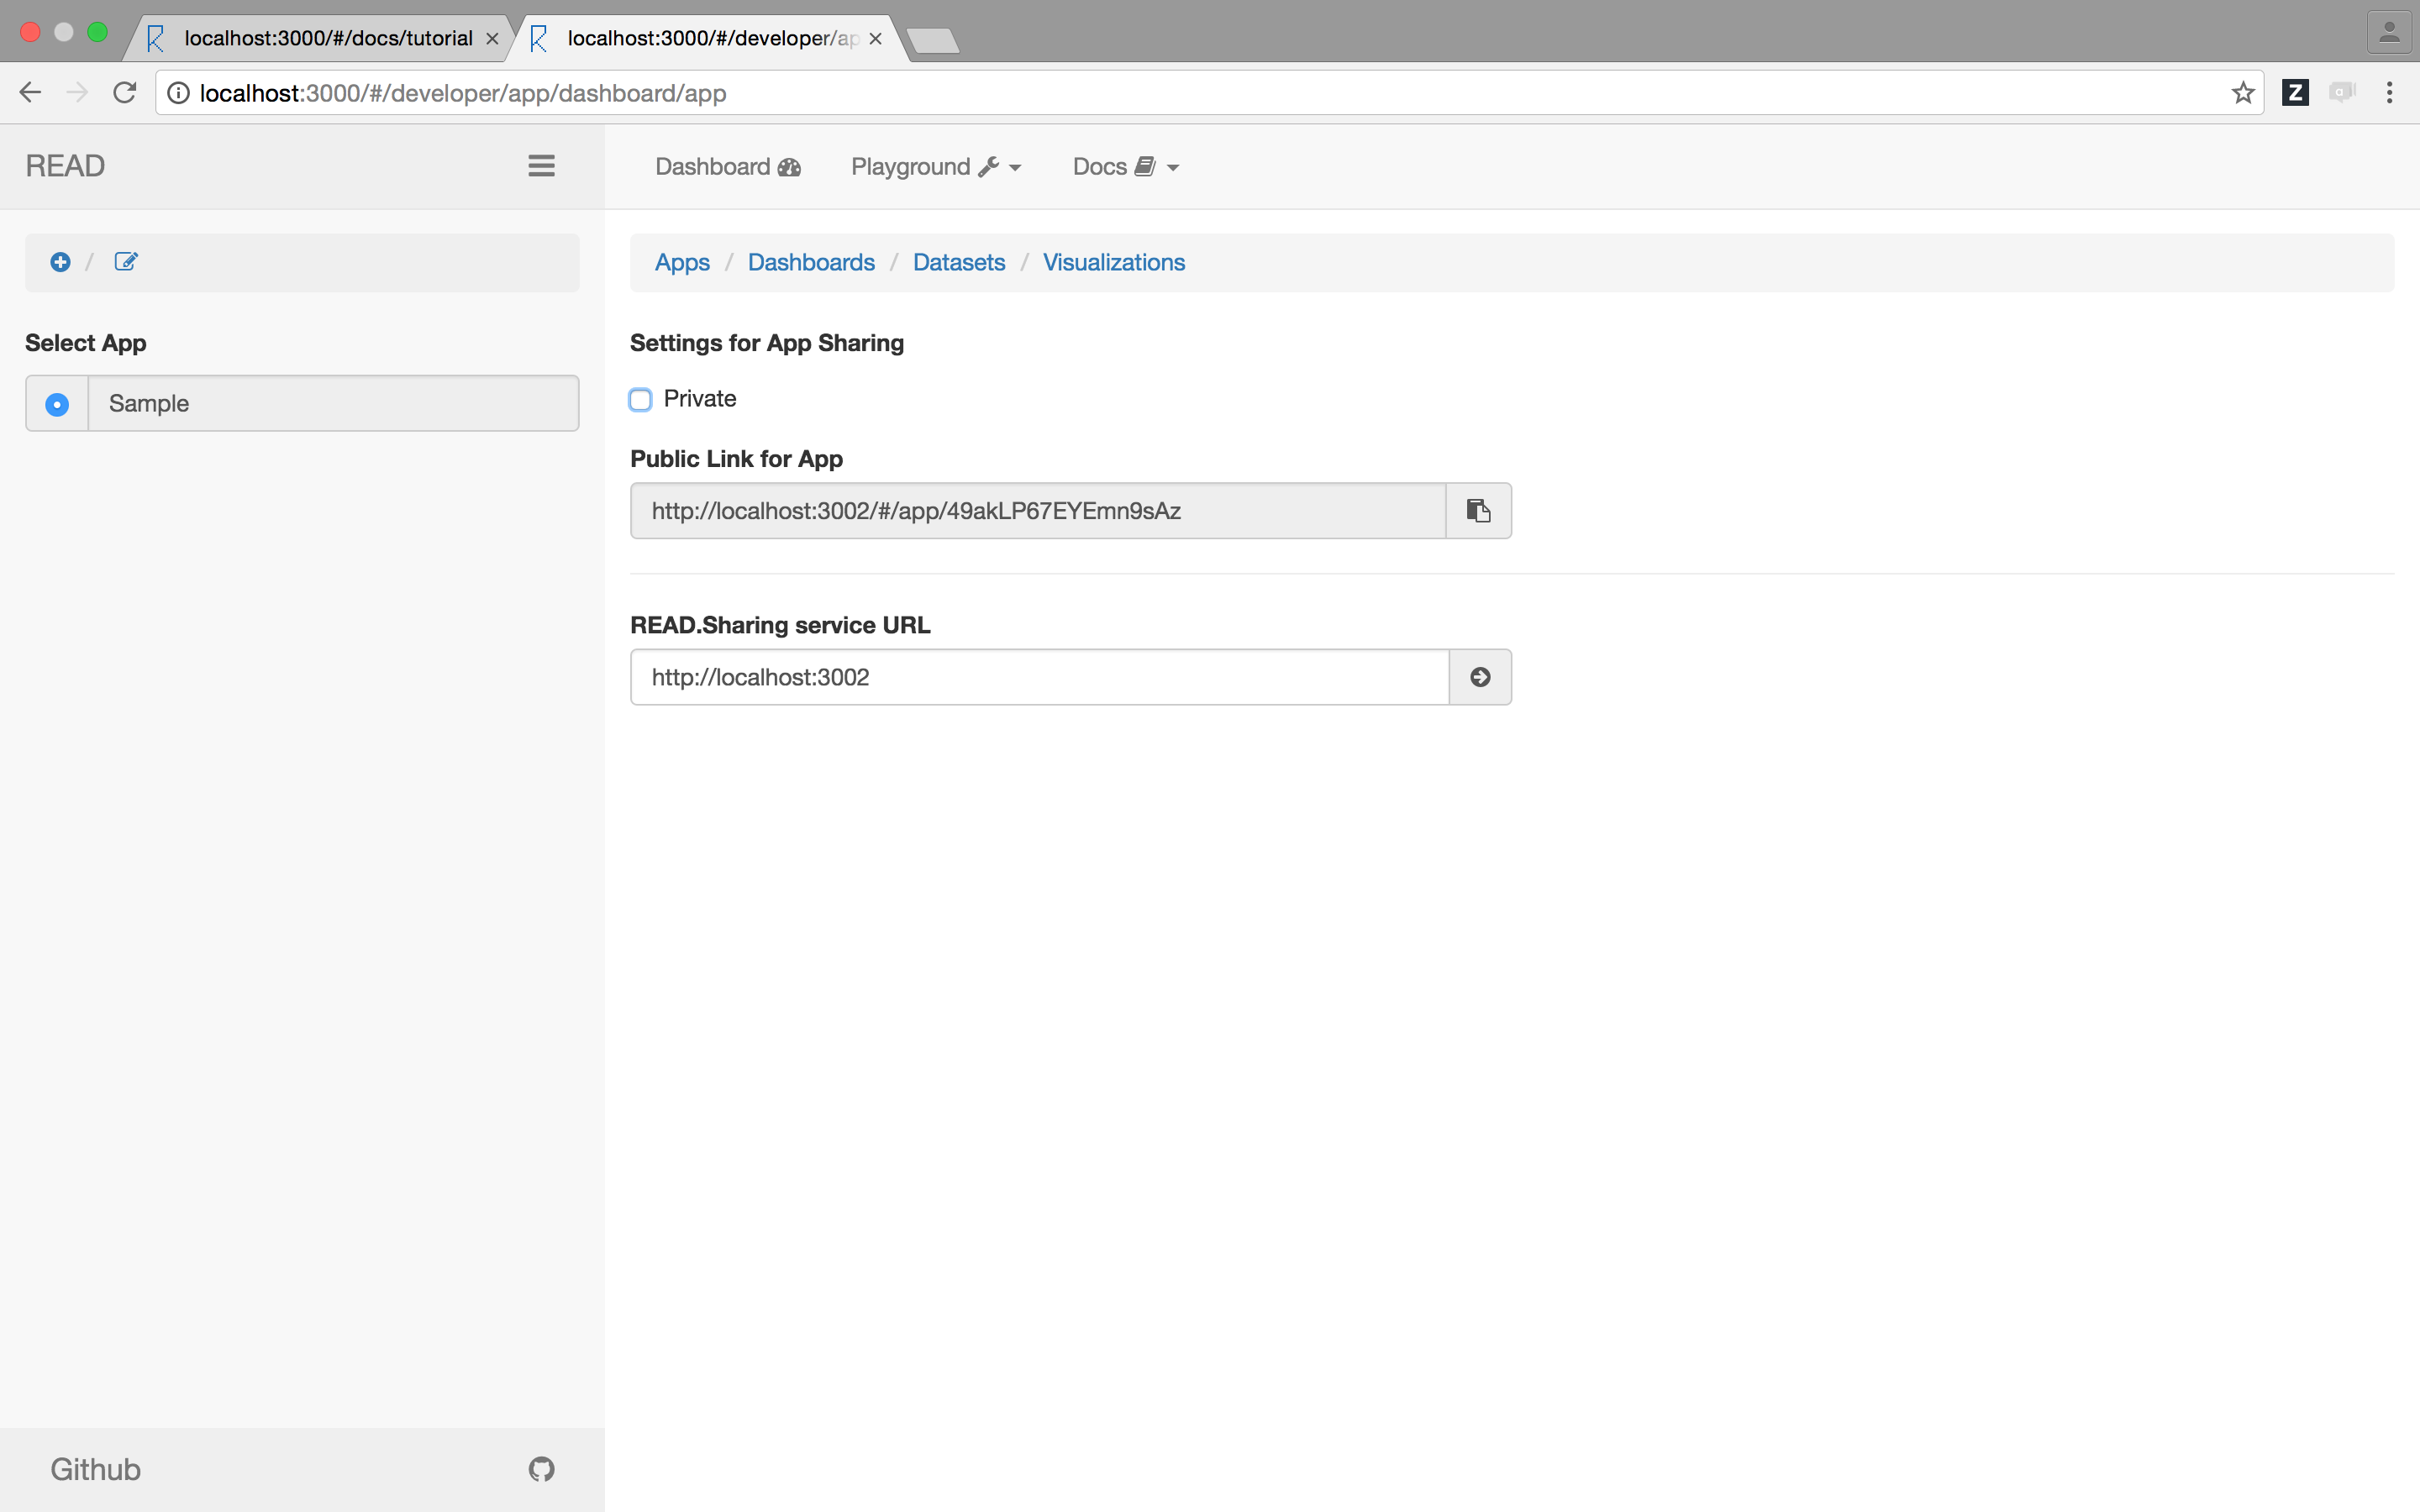 localhost:3000/#/docs/tutorial
localhost:3000/#/developer/ap
localhost:3000/#/developer/app/dashboard/app
READ
Dashboard Playground Docs
/
Apps / Dashboards / Datasets / Visualizations
Select App
Sample
Settings for App Sharing
Private
Public Link for App
http://localhost:3002/#/app/49akLP67EYEmn9sAz
READ.Sharing service URL
http://localhost:3002
Github